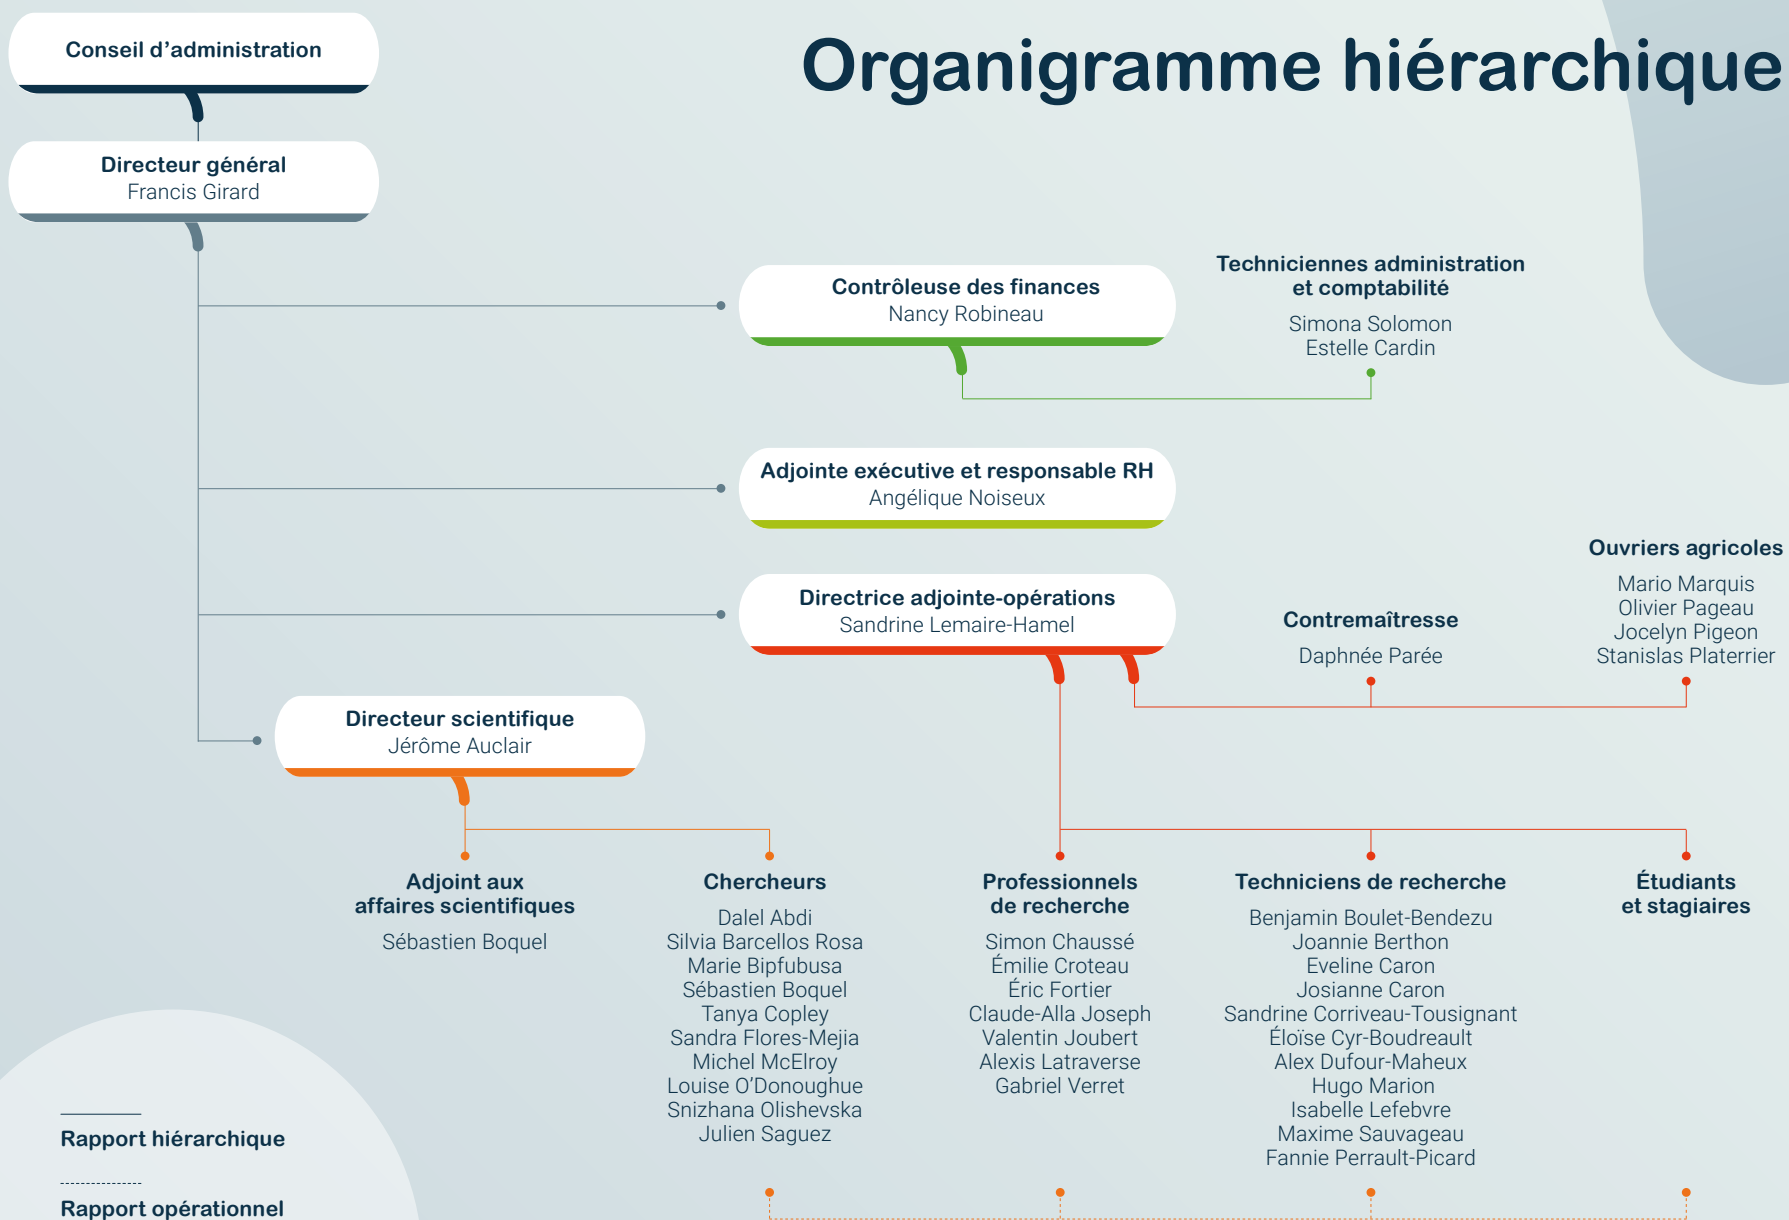 Organigramme hiérarchique
Conseil d’administration
Directeur général
Francis Girard
Contrôleuse des finances
Nancy Robineau
Techniciennes administration
et comptabilité
Simona Solomon
Estelle Cardin
Adjointe exécutive et responsable RH
Angélique Noiseux
Directrice adjointe-opérations
Sandrine Lemaire-Hamel
Contremaîtresse
Daphnée Parée
Ouvriers agricoles
Mario Marquis
Olivier Pageau
Jocelyn Pigeon
Stanislas Platerrier
Directeur scientifique
Jérôme Auclair
Adjoint aux
affaires scientifiques
Sébastien Boquel
Chercheurs
Dalel Abdi
Silvia Barcellos Rosa
Marie Bipfubusa
Sébastien Boquel
Tanya Copley
Sandra Flores-Mejia
Michel McElroy
Louise O’Donoughue
Snizhana Olishevska
Julien Saguez
Professionnels
de recherche
Simon Chaussé
Émilie Croteau
Éric Fortier
Claude-Alla Joseph
Valentin Joubert
Alexis Latraverse
Gabriel Verret
Techniciens de recherche
Benjamin Boulet-Bendezu
Joannie Berthon
Eveline Caron
Josianne Caron
Sandrine Corriveau-Tousignant
Éloïse Cyr-Boudreault
Alex Dufour-Maheux
Hugo Marion
Isabelle Lefebvre
Maxime Sauvageau
Fannie Perrault-Picard
Étudiants
et stagiaires
Rapport hiérarchique
Rapport opérationnel